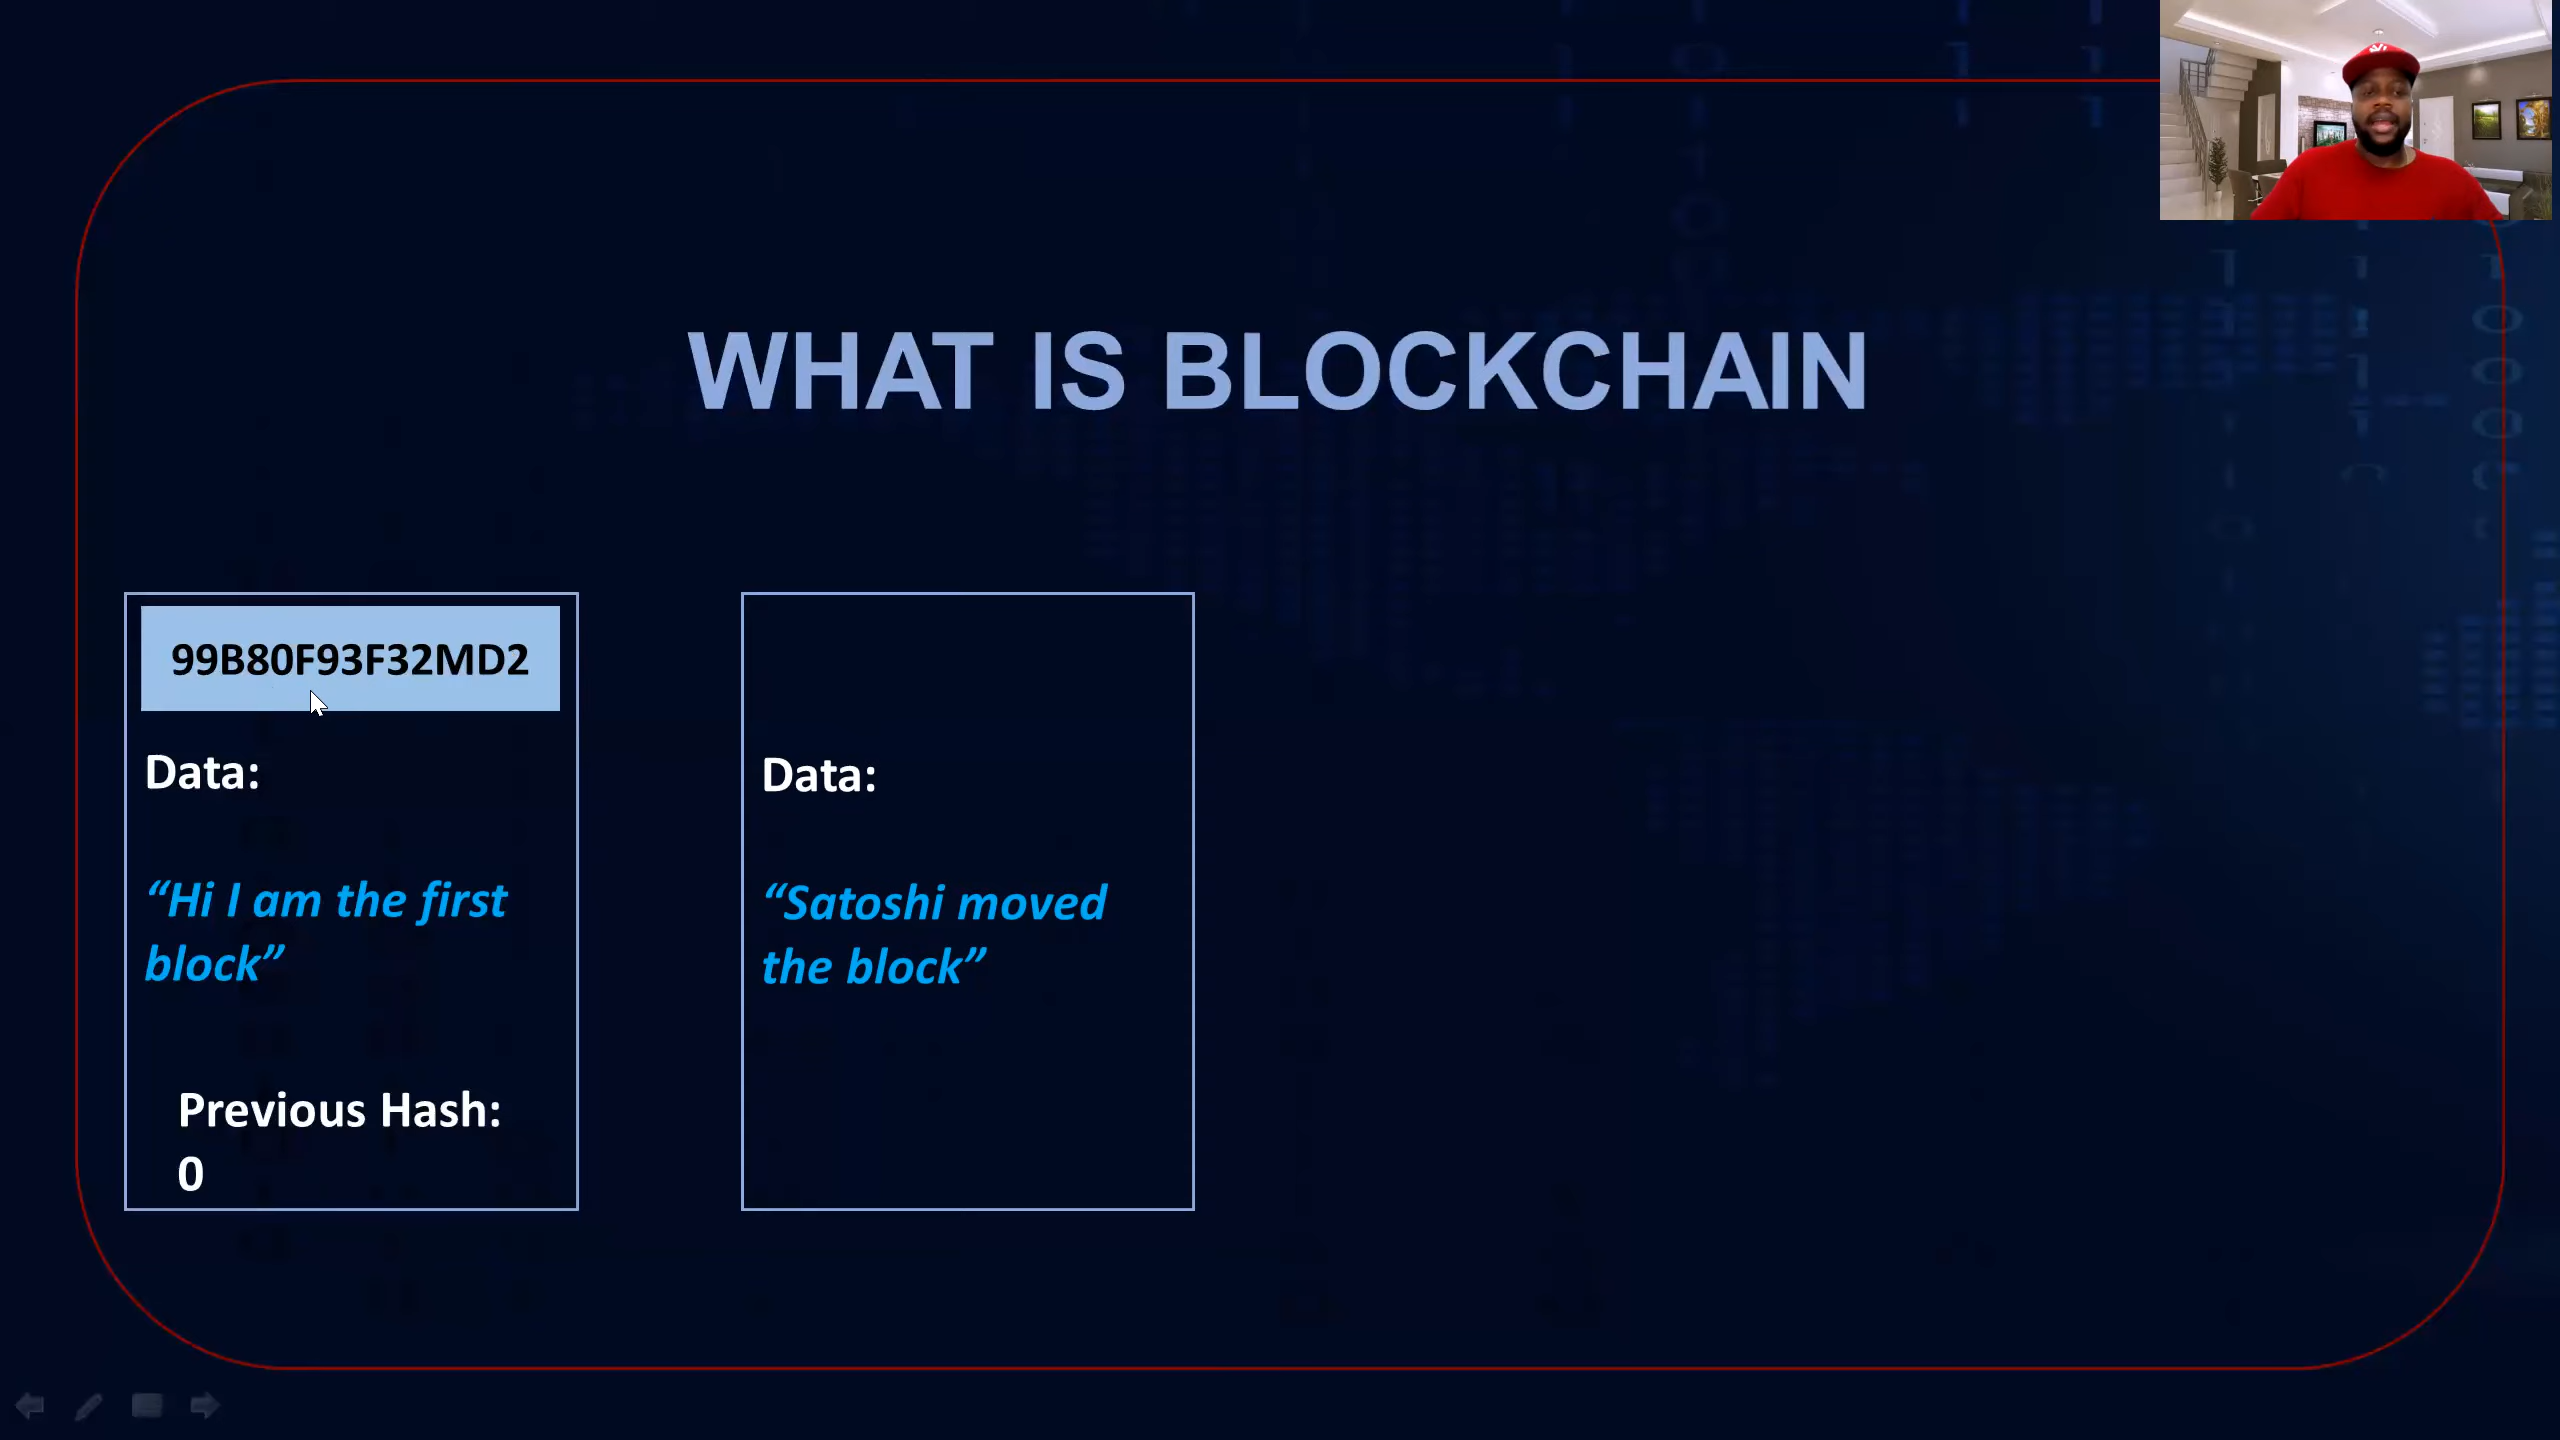 WHAT IS BLOCKCHAIN
99B80F93F32MD2
Data:
“Hi I am the first
block”
Previous Hash:
0
Data:
“Satoshi moved
the block”